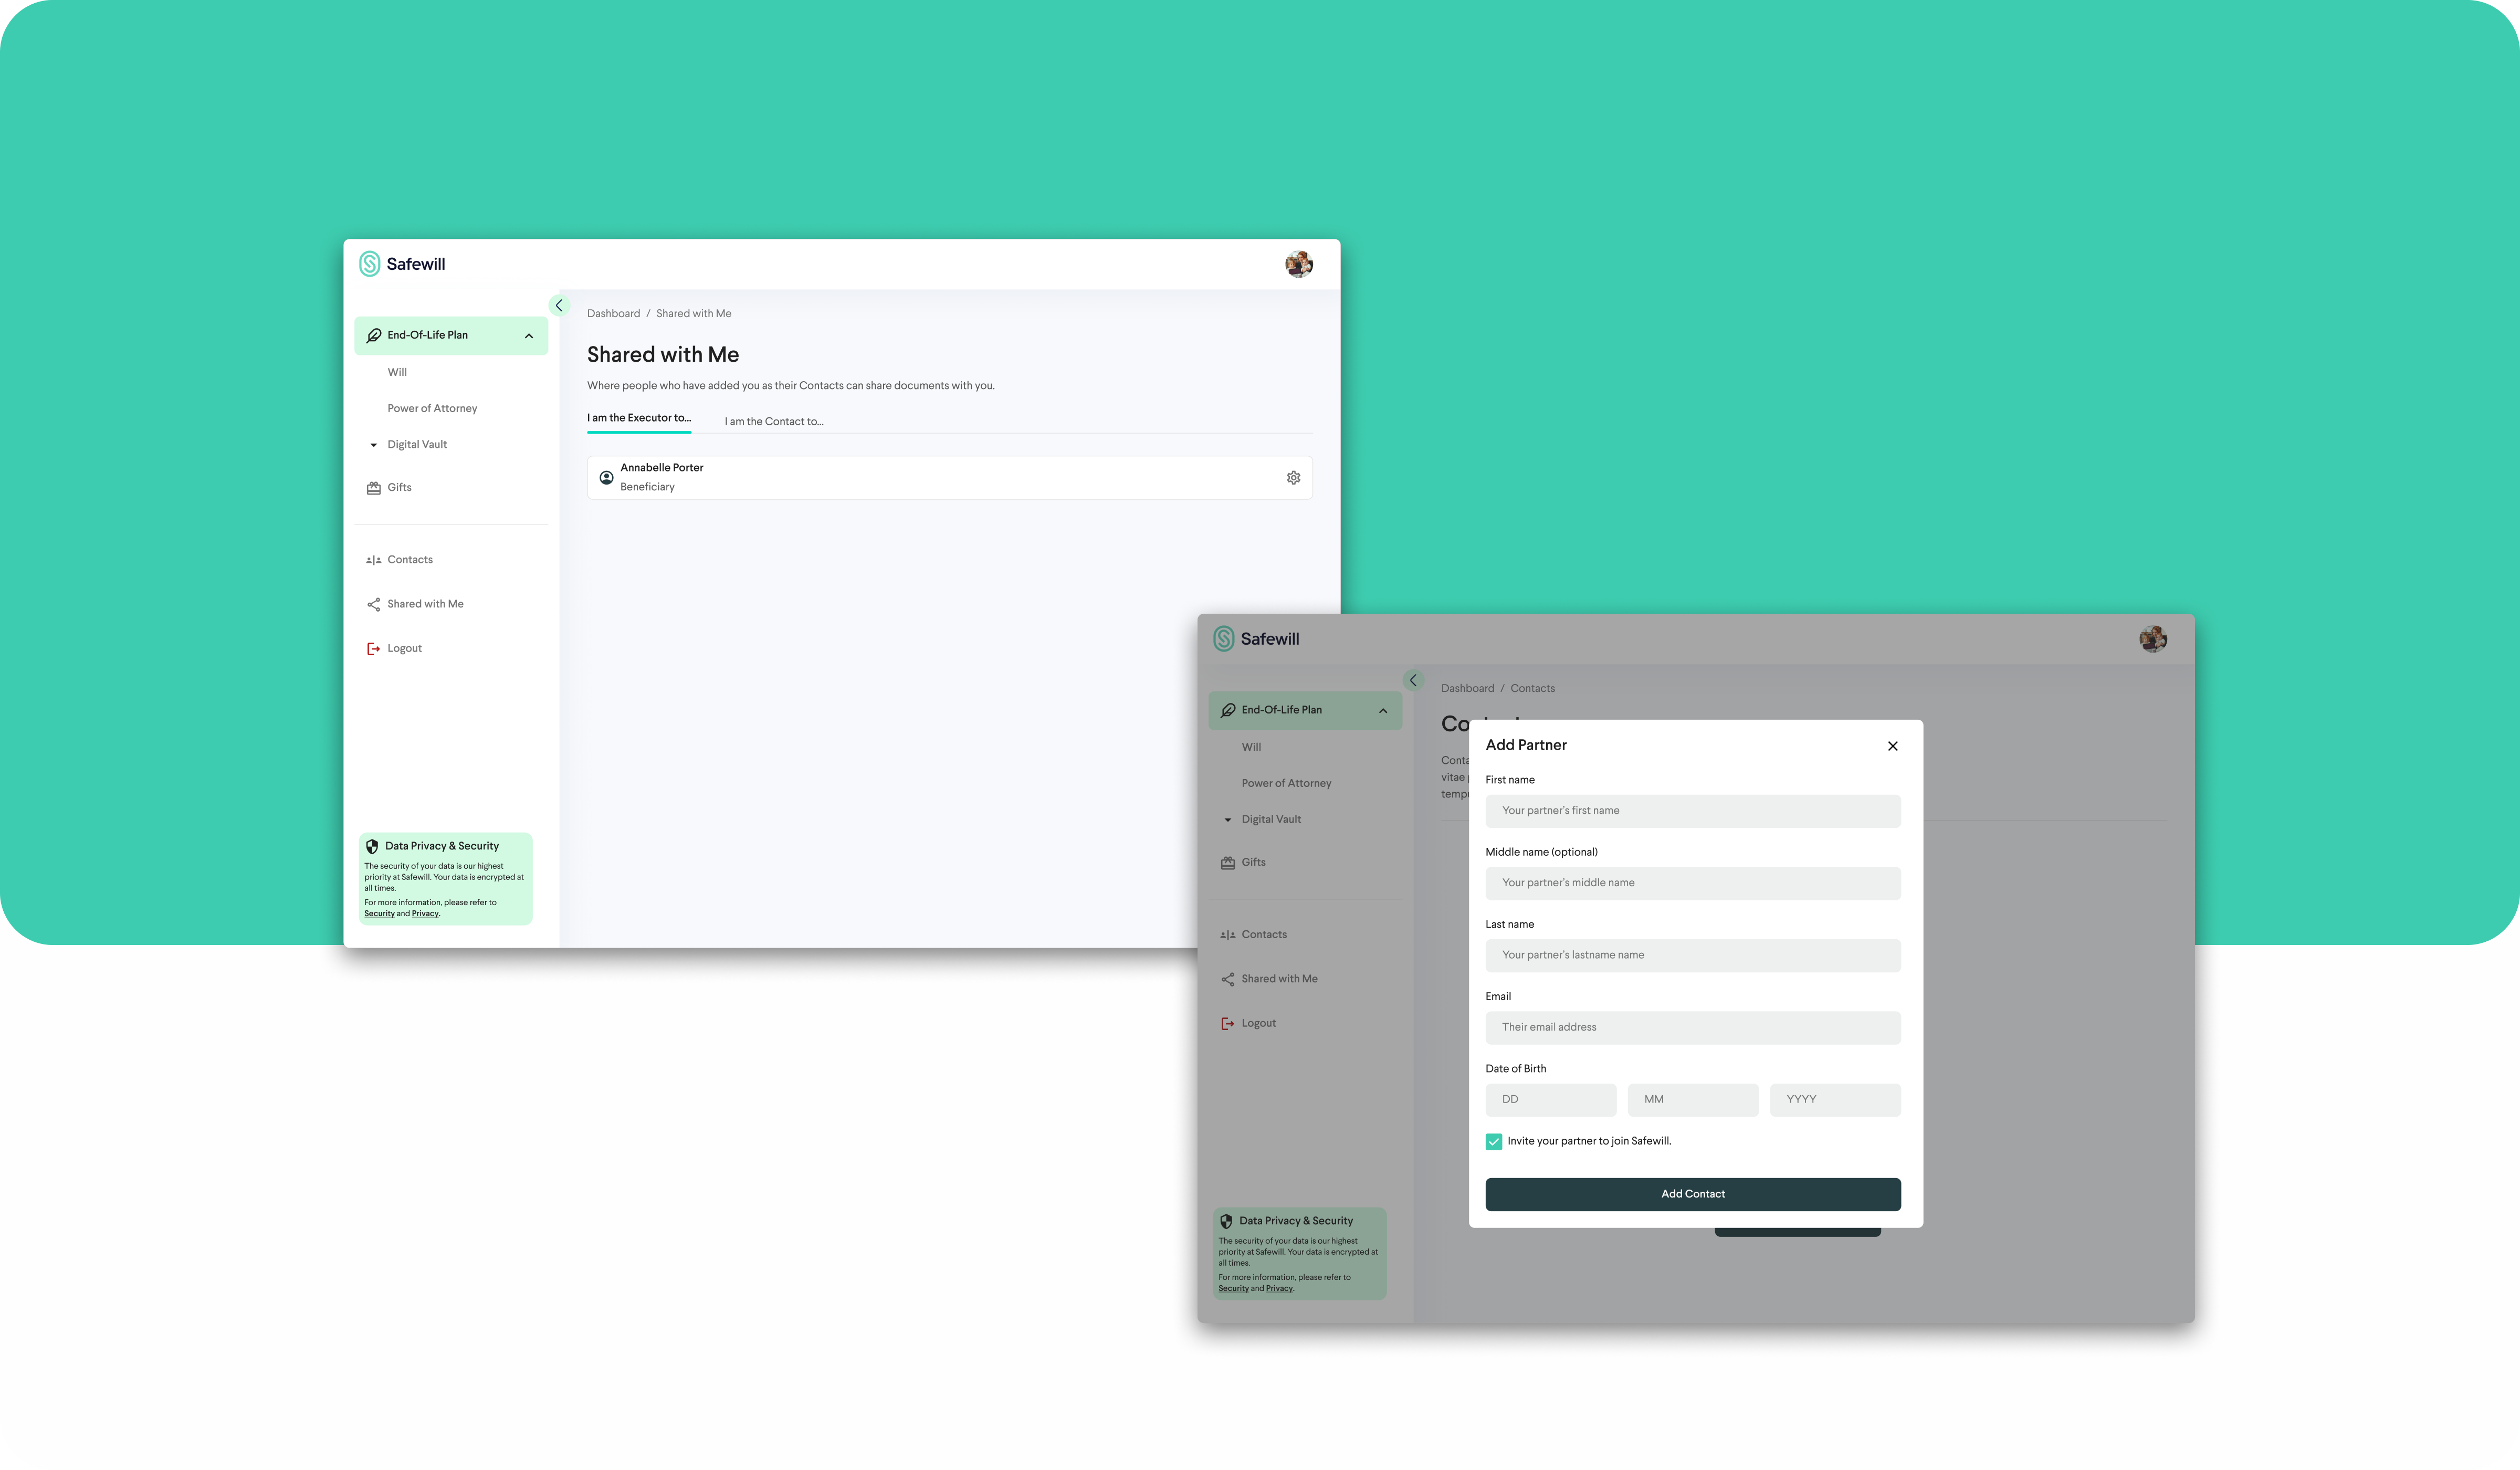 Safewill
End-Of-Life Plan
Will
Power of Attorney
Digital Vault
Gifts
Contacts
Shared with Me
Logout
Data Privacy & Security
The security of your data is our highest
priority at Safewill. Your data is encrypted at
all times.
For more information, please refer to
Security and Privacy.
Dashboard / Shared with Me
Shared with Me
Where people who have added you as their Contacts can share documents with you.
I am the Executor to...
I am the Contact to...
Annabelle Porter
Beneficiary
Safewill
End-Of-Life Plan
Will
Power of Attorney
Digital Vault
Gifts
Contacts
Shared with Me
Logout
Data Privacy & Security
The security of your data is our highest
priority at Safewill. Your data is encrypted at
all times.
For more information, please refer to
Security and Privacy.
Dashboard / Contacts
vitae
Add Partner
First name
Your partner's first name
Middle name (optional)
Your partner's middle name
Last name
Your partner's lastname name
Email
Their email address
Date of Birth
DD
MM
YYYY
Invite your partner to join Safewill.
Add Contact